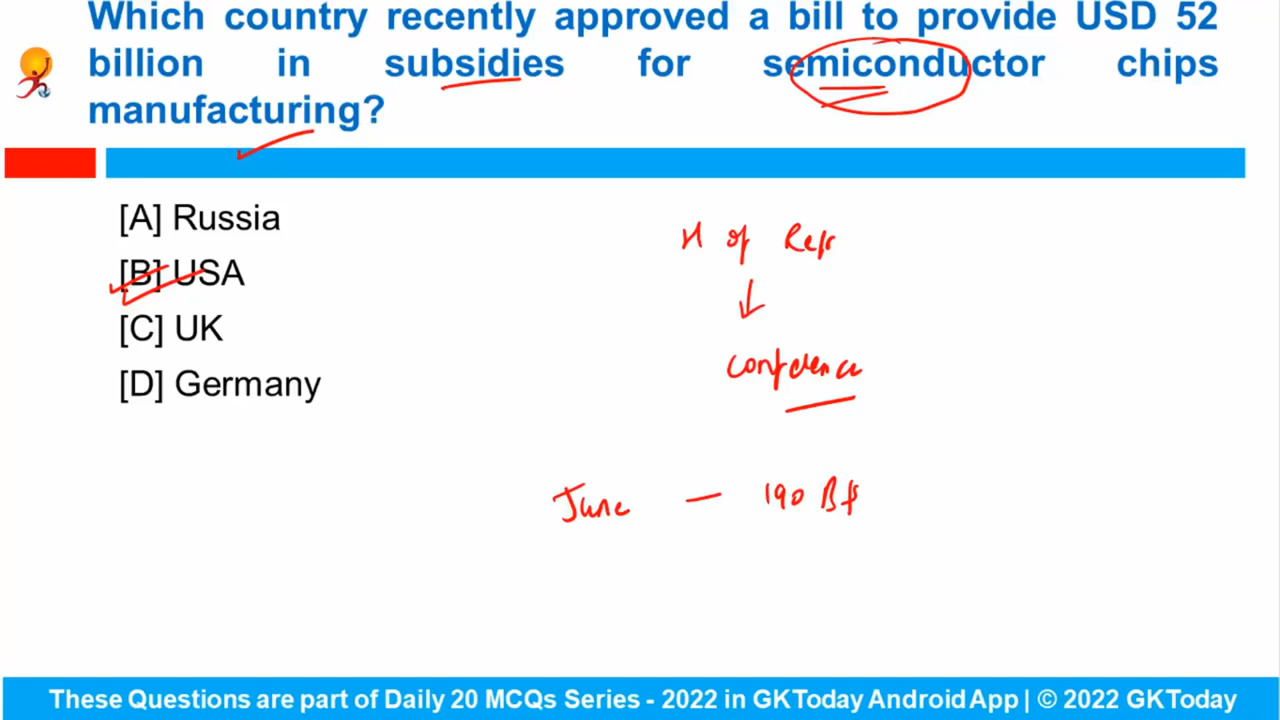 Which country recently approved a bill to provide USD 52
billion in subsidies for semiconductor chips
manufacturing?
[A] Russia
[B] USA
[C] UK
[D] Germany
H of Repr
Conference
June — 190 B $
These Questions are part of Daily 20 MCQs Series - 2022 in GKToday Android App | © 2022 GKToday